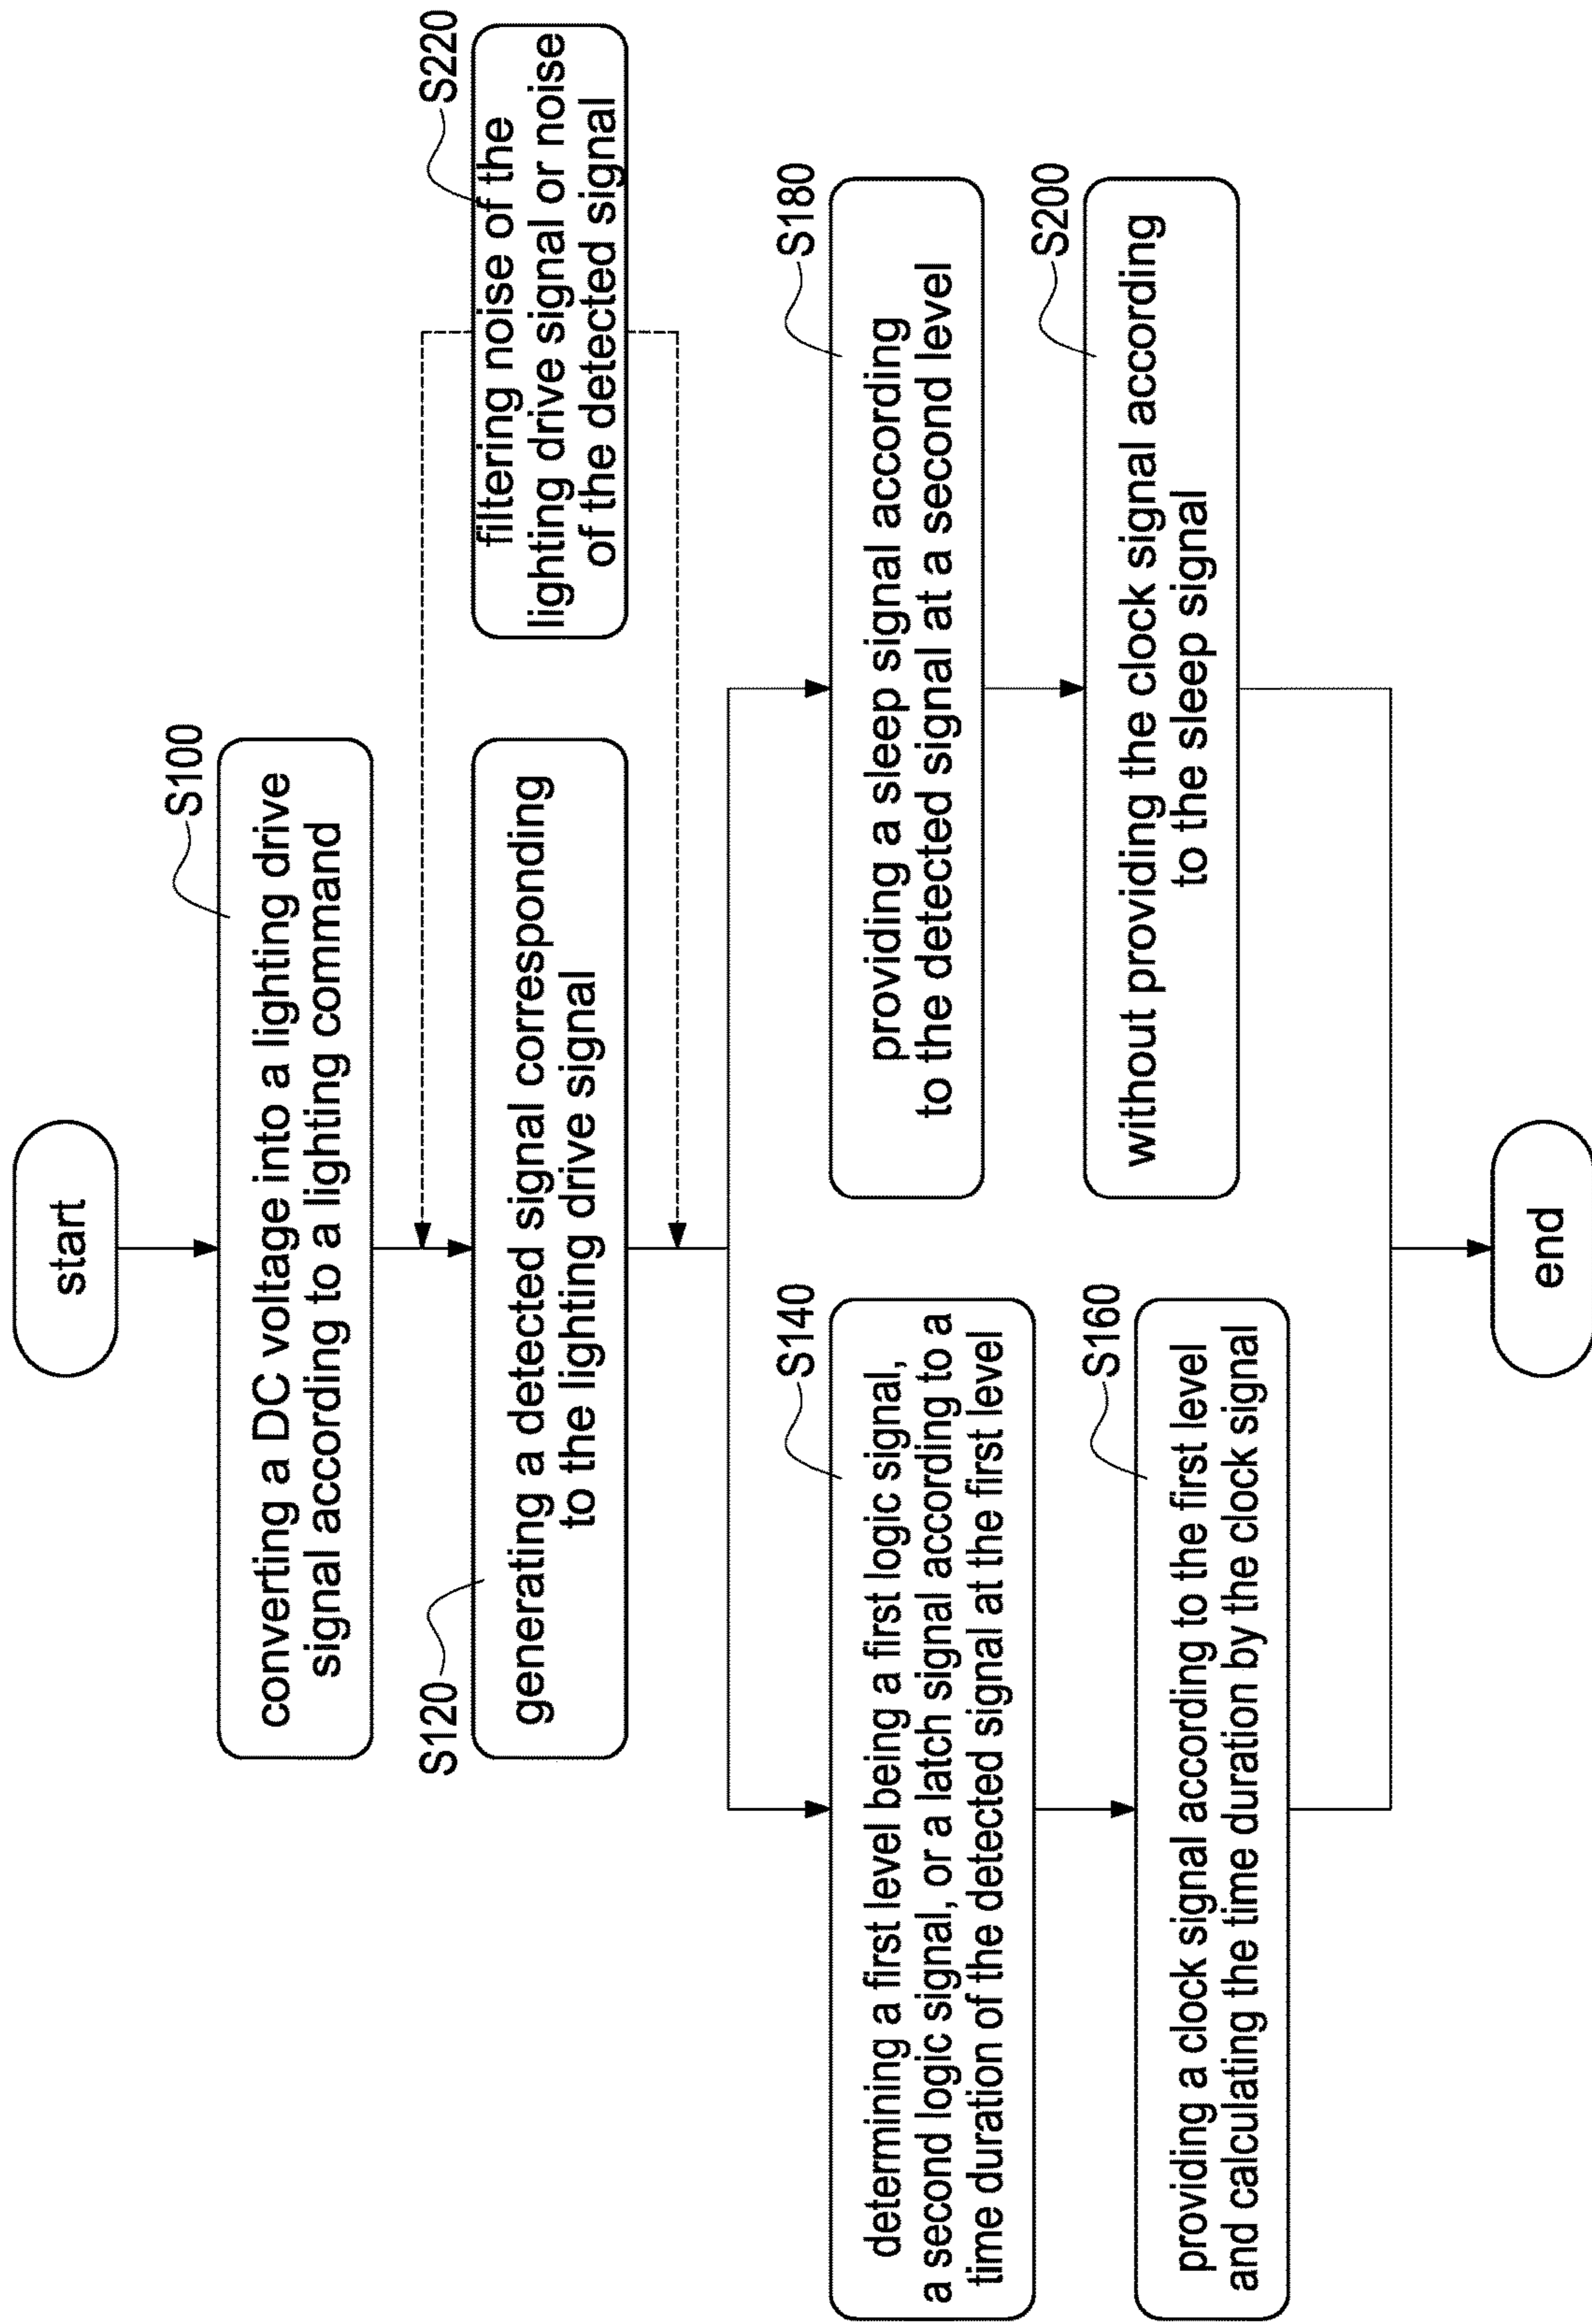 start
S100
converting a DC voltage into a lighting drive
signal according to a lighting command
S120
generating a detected signal corresponding
to the lighting drive signal
S220
filtering noise of the
lighting drive signal or noise
of the detected signal
S140
determining a first level being a first logic signal,
a second logic signal, or a latch signal according to a
time duration of the detected signal at the first level
S160
providing a clock signal according to the first level
and calculating the time duration by the clock signal
S180
providing a sleep signal according
to the detected signal at a second level
S200
without providing the clock signal according
to the sleep signal
end